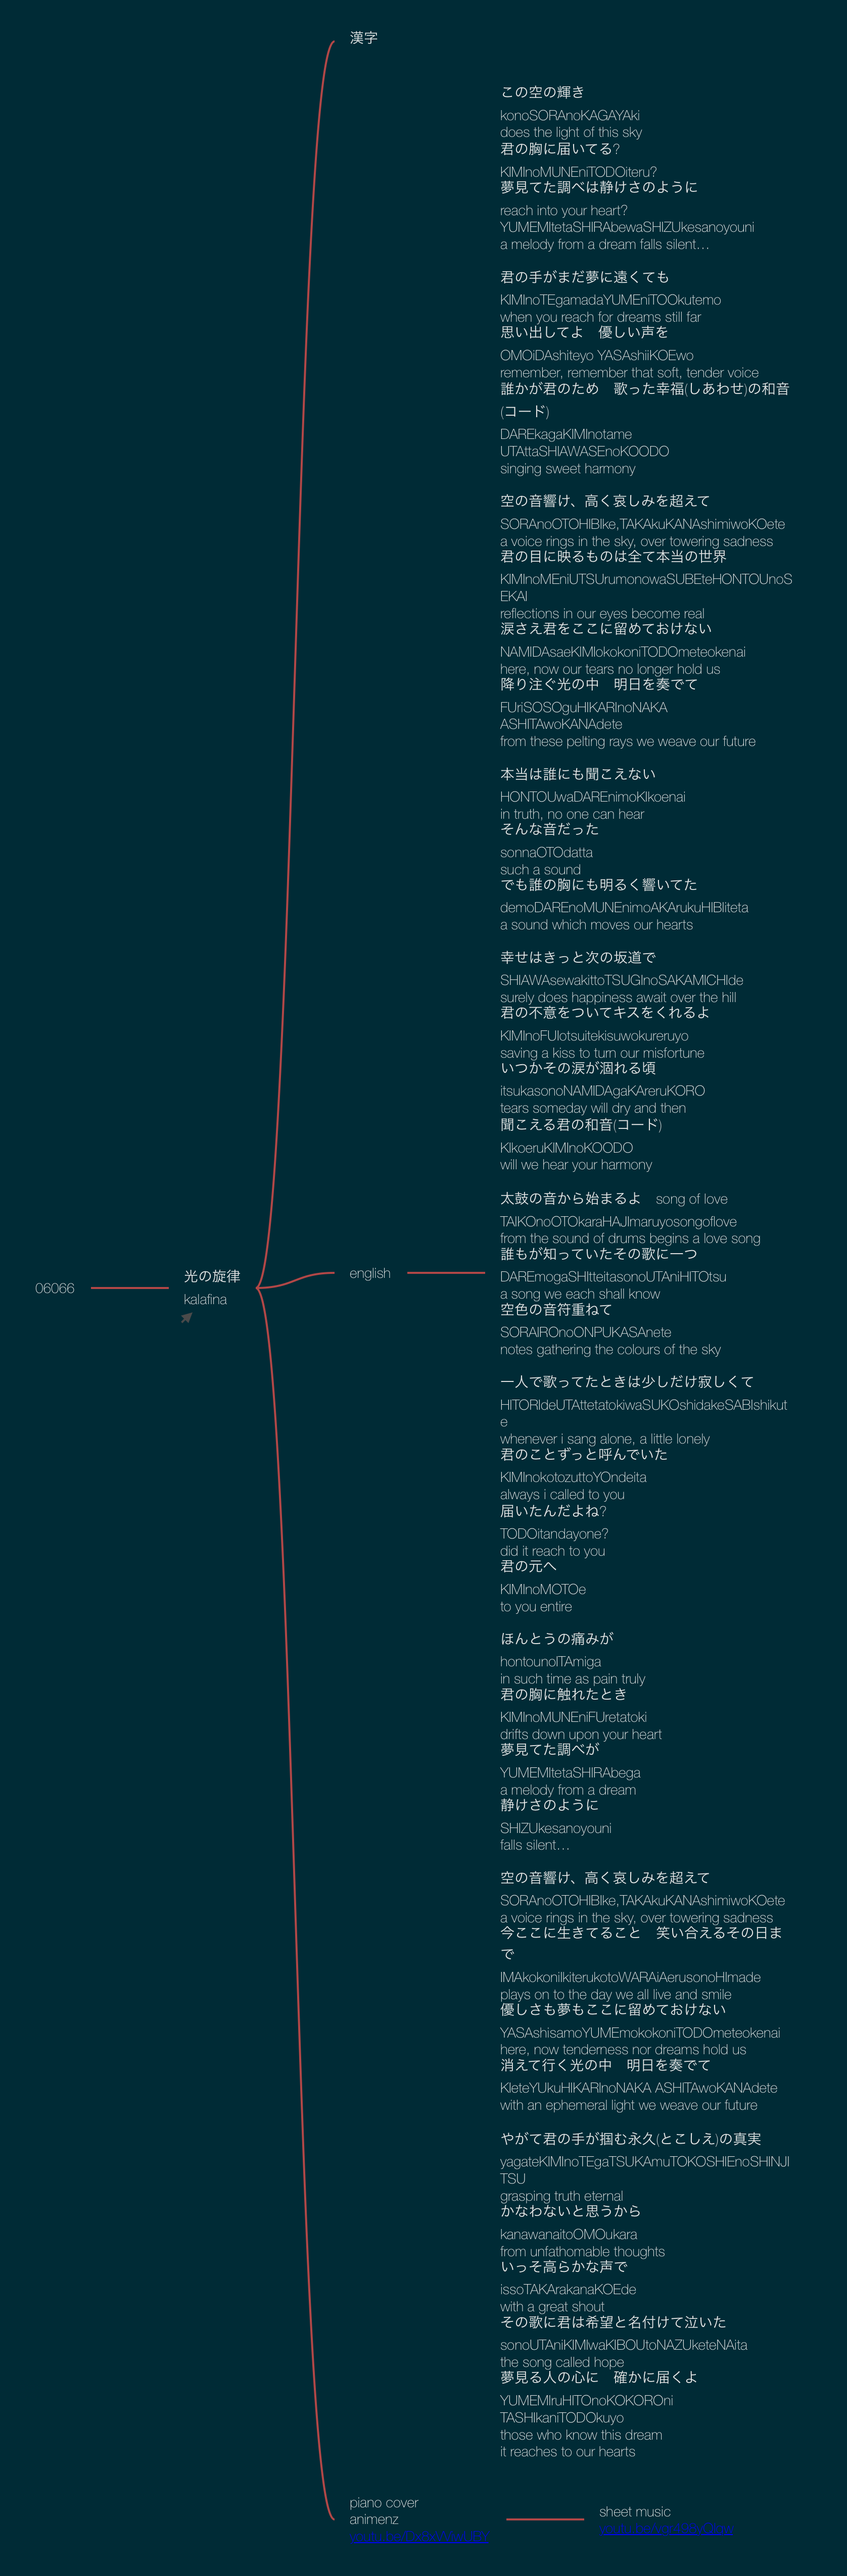 漢字
この空の輝き
konoSORAnoKAGAYAki
does the light of this sky
君の胸に届いてる?
KIMInoMUNEniTODOiteru?
夢見てた調べは静けさのように
reach into your heart?
YUMEMItetaSHIRAbewaSHIZUkesanoyouni
a melody from a dream falls silent…
君の手がまだ夢に遠くても
KIMInoTEgamadaYUMEniTOOkutemo
when you reach for dreams still far
思い出してよ　優しい声を
OMOiDAshiteyo YASAshiiKOEwo
remember, remember that soft, tender voice
誰かが君のため　歌った幸福(しあわせ)の和音
(コード)
DAREkagaKIMInotame
UTAttaSHIAWASEnoKOODO
singing sweet harmony
空の音響け、高く哀しみを超えて
SORAnoOTOHIBIke,TAKAkuKANAshimiwoKOete
a voice rings in the sky, over towering sadness
君の目に映るものは全て本当の世界
KIMInoMEniUTSUrumonowaSUBEteHONTOUnoS
EKAI
reflections in our eyes become real
涙さえ君をここに留めておけない
NAMIDAsaeKIMIokokoniTODOmeteokenai
here, now our tears no longer hold us
降り注ぐ光の中　明日を奏でて
FUriSOSOguHIKARInoNAKA
ASHITAwoKANAdete
from these pelting rays we weave our future
本当は誰にも聞こえない
HONTOUwaDAREnimoKIkoenai
in truth, no one can hear
そんな音だった
sonnaOTOdatta
such a sound
でも誰の胸にも明るく響いてた
demoDAREnoMUNEnimoAKArukuHIBIiteta
a sound which moves our hearts
幸せはきっと次の坂道で
SHIAWAsewakittoTSUGInoSAKAMICHIde
surely does happiness await over the hill
君の不意をついてキスをくれるよ
KIMInoFUIotsuitekisuwokureruyo
saving a kiss to turn our misfortune
いつかその涙が涸れる頃
itsukasonoNAMIDAgaKAreruKORO
tears someday will dry and then
聞こえる君の和音(コード)
KIkoeruKIMInoKOODO
will we hear your harmony
太鼓の音から始まるよ　song of love
TAIKOnoOTOkaraHAJImaruyosongoflove
from the sound of drums begins a love song
誰もが知っていたその歌に一つ
DAREmogaSHItteitasonoUTAniHITOtsu
a song we each shall know
空色の音符重ねて
SORAIROnoONPUKASAnete
notes gathering the colours of the sky
一人で歌ってたときは少しだけ寂しくて
HITORIdeUTAttetatokiwaSUKOshidakeSABIshikut
e
whenever i sang alone, a little lonely
君のことずっと呼んでいた
KIMInokotozuttoYOndeita
always i called to you
届いたんだよね?
TODOitandayone?
did it reach to you
君の元へ
KIMInoMOTOe
to you entire
ほんとうの痛みが
hontounoITAmiga
in such time as pain truly
君の胸に触れたとき
KIMInoMUNEniFUretatoki
drifts down upon your heart
夢見てた調べが
YUMEMItetaSHIRAbega
a melody from a dream
静けさのように
SHIZUkesanoyouni
falls silent…
空の音響け、高く哀しみを超えて
SORAnoOTOHIBIke,TAKAkuKANAshimiwoKOete
a voice rings in the sky, over towering sadness
今ここに生きてること　笑い合えるその日ま
で
IMAkokoniIkiterukotoWARAiAerusonoHImade
plays on to the day we all live and smile
優しさも夢もここに留めておけない
YASAshisamoYUMEmokokoniTODOmeteokenai
here, now tenderness nor dreams hold us
消えて行く光の中　明日を奏でて
KIeteYUkuHIKARInoNAKA ASHITAwoKANAdete
with an ephemeral light we weave our future
やがて君の手が掴む永久(とこしえ)の真実
yagateKIMInoTEgaTSUKAmuTOKOSHIEnoSHINJI
TSU
grasping truth eternal
かなわないと思うから
kanawanaitoOMOukara
from unfathomable thoughts
いっそ高らかな声で
issoTAKArakanaKOEde
with a great shout
その歌に君は希望と名付けて泣いた
sonoUTAniKIMIwaKIBOUtoNAZUketeNAita
the song called hope
夢見る人の心に　確かに届くよ
YUMEMIruHITOnoKOKOROni
TASHIkaniTODOkuyo
those who know this dream
it reaches to our hearts
06066
光の旋律
kalafina
english
piano cover
animenz
sheet music